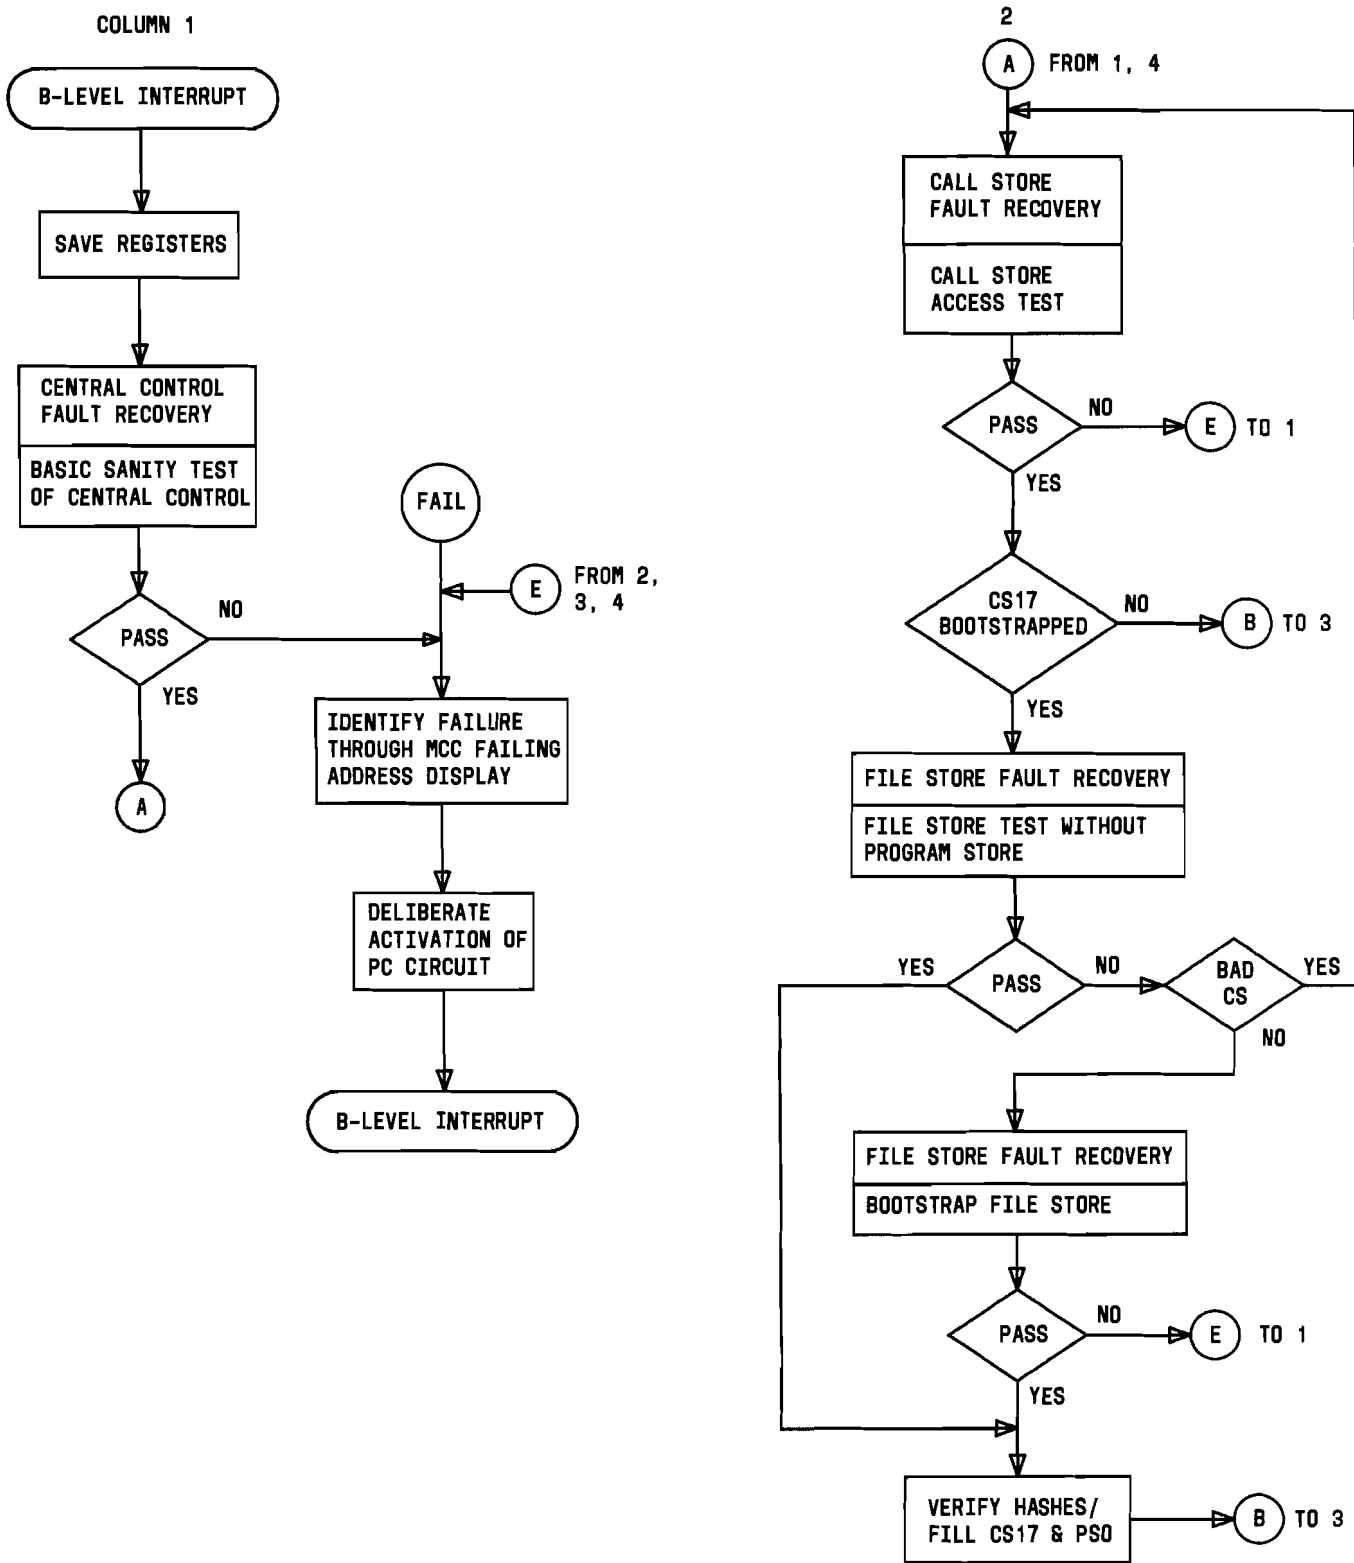 COLUMN 1
B-LEVEL INTERRUPT
SAVE REGISTERS
CENTRAL CONTROL
FAULT RECOVERY
BASIC SANITY TEST
OF CENTRAL CONTROL
PASS
NO
YES
A
FAIL
E
FROM 2,
3, 4
IDENTIFY FAILURE
THROUGH MCC FAILING
ADDRESS DISPLAY
DELIBERATE
ACTIVATION OF
PC CIRCUIT
B-LEVEL INTERRUPT
2
A FROM 1, 4
CALL STORE
FAULT RECOVERY
CALL STORE
ACCESS TEST
PASS
NO
E TO 1
YES
CS17
BOOTSTRAPPED
NO
B TO 3
YES
FILE STORE FAULT RECOVERY
FILE STORE TEST WITHOUT
PROGRAM STORE
YES
PASS
NO
BAD
CS
YES
NO
FILE STORE FAULT RECOVERY
BOOTSTRAP FILE STORE
PASS
NO
E TO 1
YES
VERIFY HASHES/
FILL CS17 & PS0
B TO 3